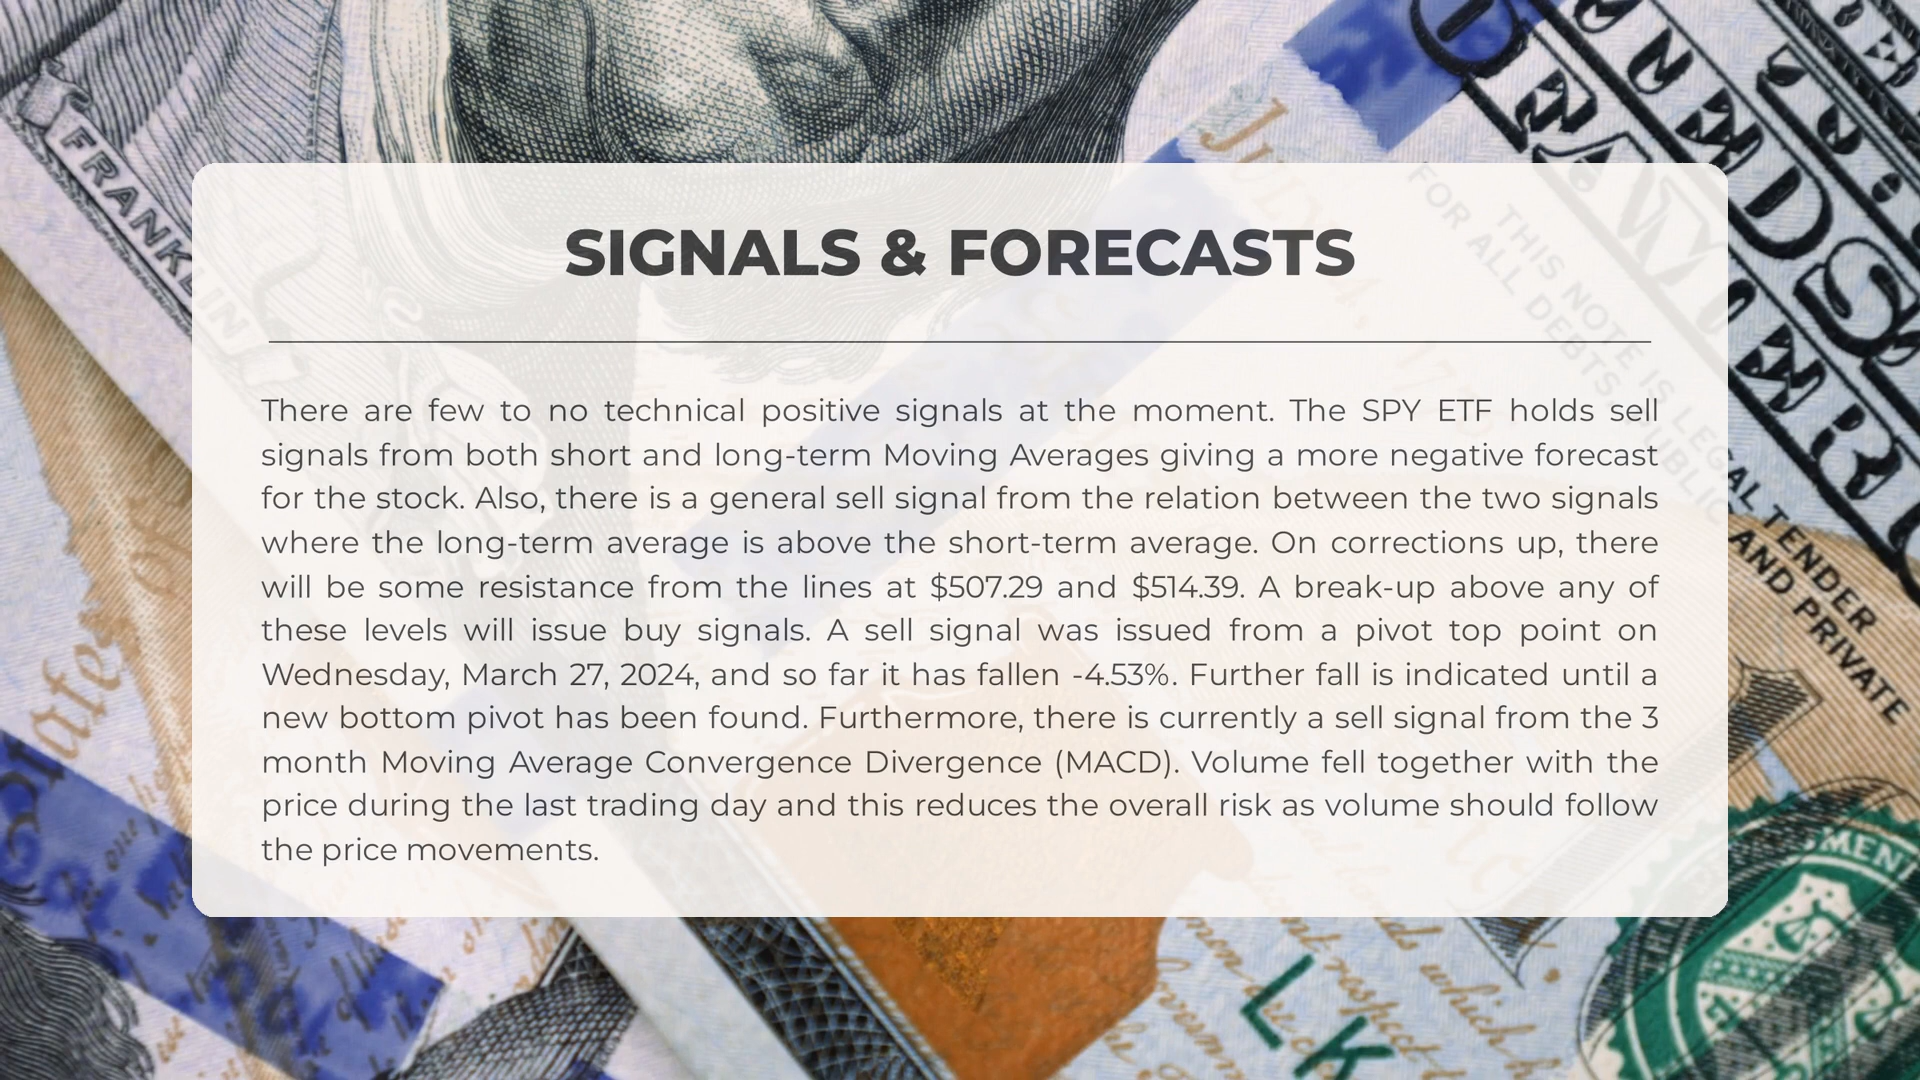 FRANKLIN
July 4, 1776
THIS NOTE IS LEGAL TENDER
FOR ALL DEBTS, PUBLIC AND PRIVATE
SIGNALS & FORECASTS
There are few to no technical positive signals at the moment. The SPY ETF holds sell
signals from both short and long-term Moving Averages giving a more negative forecast
for the stock. Also, there is a general sell signal from the relation between the two signals
where the long-term average is above the short-term average. On corrections up, there
will be some resistance from the lines at $507.29 and $514.39. A break-up above any of
these levels will issue buy signals. A sell signal was issued from a pivot top point on
Wednesday, March 27, 2024, and so far it has fallen -4.53%. Further fall is indicated until a
new bottom pivot has been found. Furthermore, there is currently a sell signal from the 3
month Moving Average Convergence Divergence (MACD). Volume fell together with the
price during the last trading day and this reduces the overall risk as volume should follow
the price movements.
LK